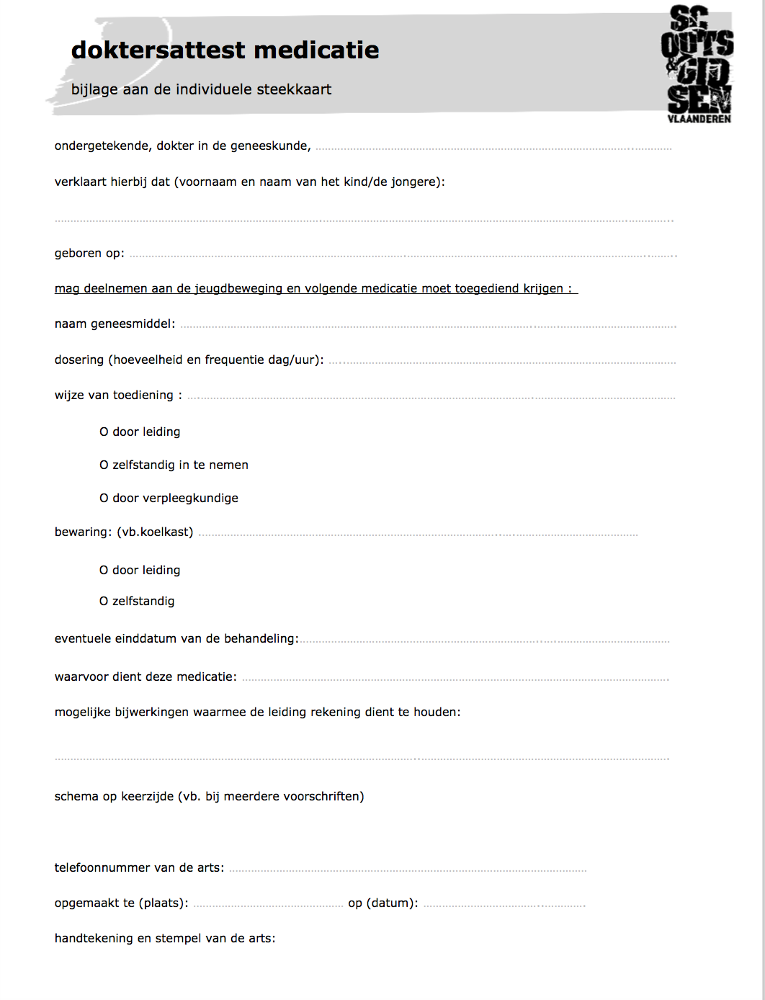 doktersattest medicatie
bijlage aan de individuele steekkaart
SC
OUTS
&GID
SEN
VLAANDEREN
ondergetekende, dokter in de geneeskunde,
verklaart hierbij dat (voornaam en naam van het kind/de jongere):
geboren op:
mag deelnemen aan de jeugdbeweging en volgende medicatie moet toegediend krijgen :
naam geneesmiddel:
dosering (hoeveelheid en frequentie dag/uur):
wijze van toediening :
O door leiding
O zelfstandig in te nemen
O door verpleegkundige
bewaring: (vb.koelkast)
O door leiding
O zelfstandig
eventuele einddatum van de behandeling:
waarvoor dient deze medicatie:
mogelijke bijwerkingen waarmee de leiding rekening dient te houden:
schema op keerzijde (vb. bij meerdere voorschriften)
telefoonnummer van de arts:
opgemaakt te (plaats): op (datum):
handtekening en stempel van de arts: